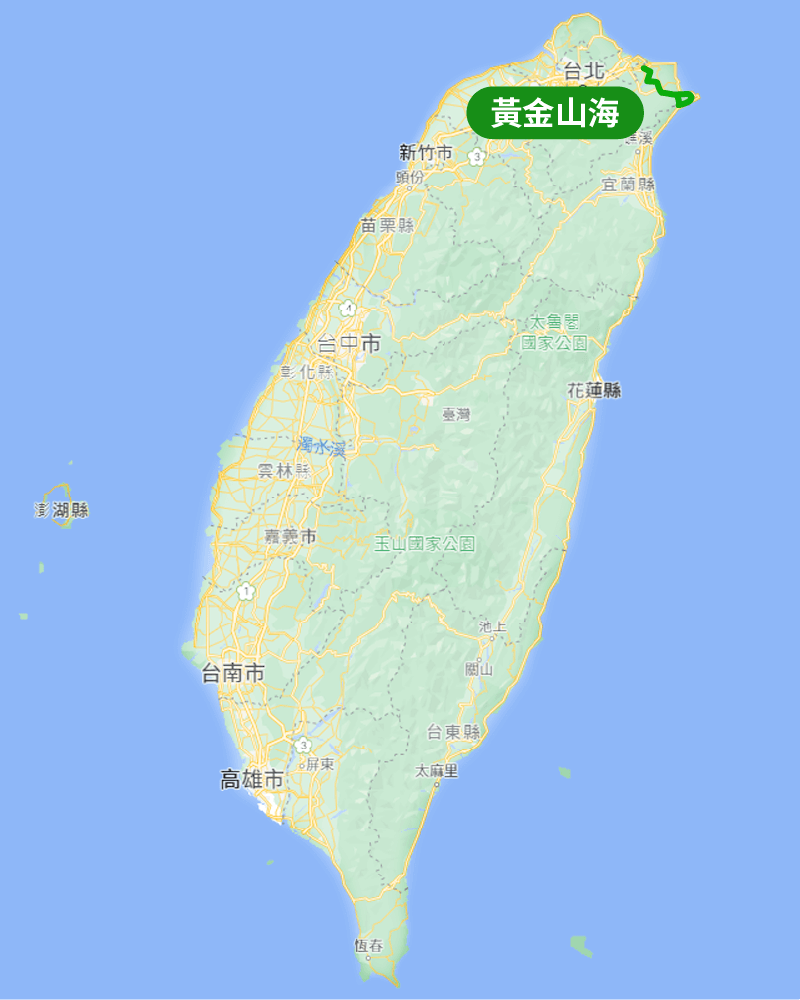 台北
黃金山海
溪
新竹市
3
頭份
宜蘭縣
苗栗縣
4
太魯閣
國家公園
台中市
彰化縣
花蓮縣
臺灣
濁水溪
雲林縣
澎湖縣
嘉義市
玉山國家公園
1
池上
關山
台南市
台東縣
3
屏東
太麻里
高雄市
恆春